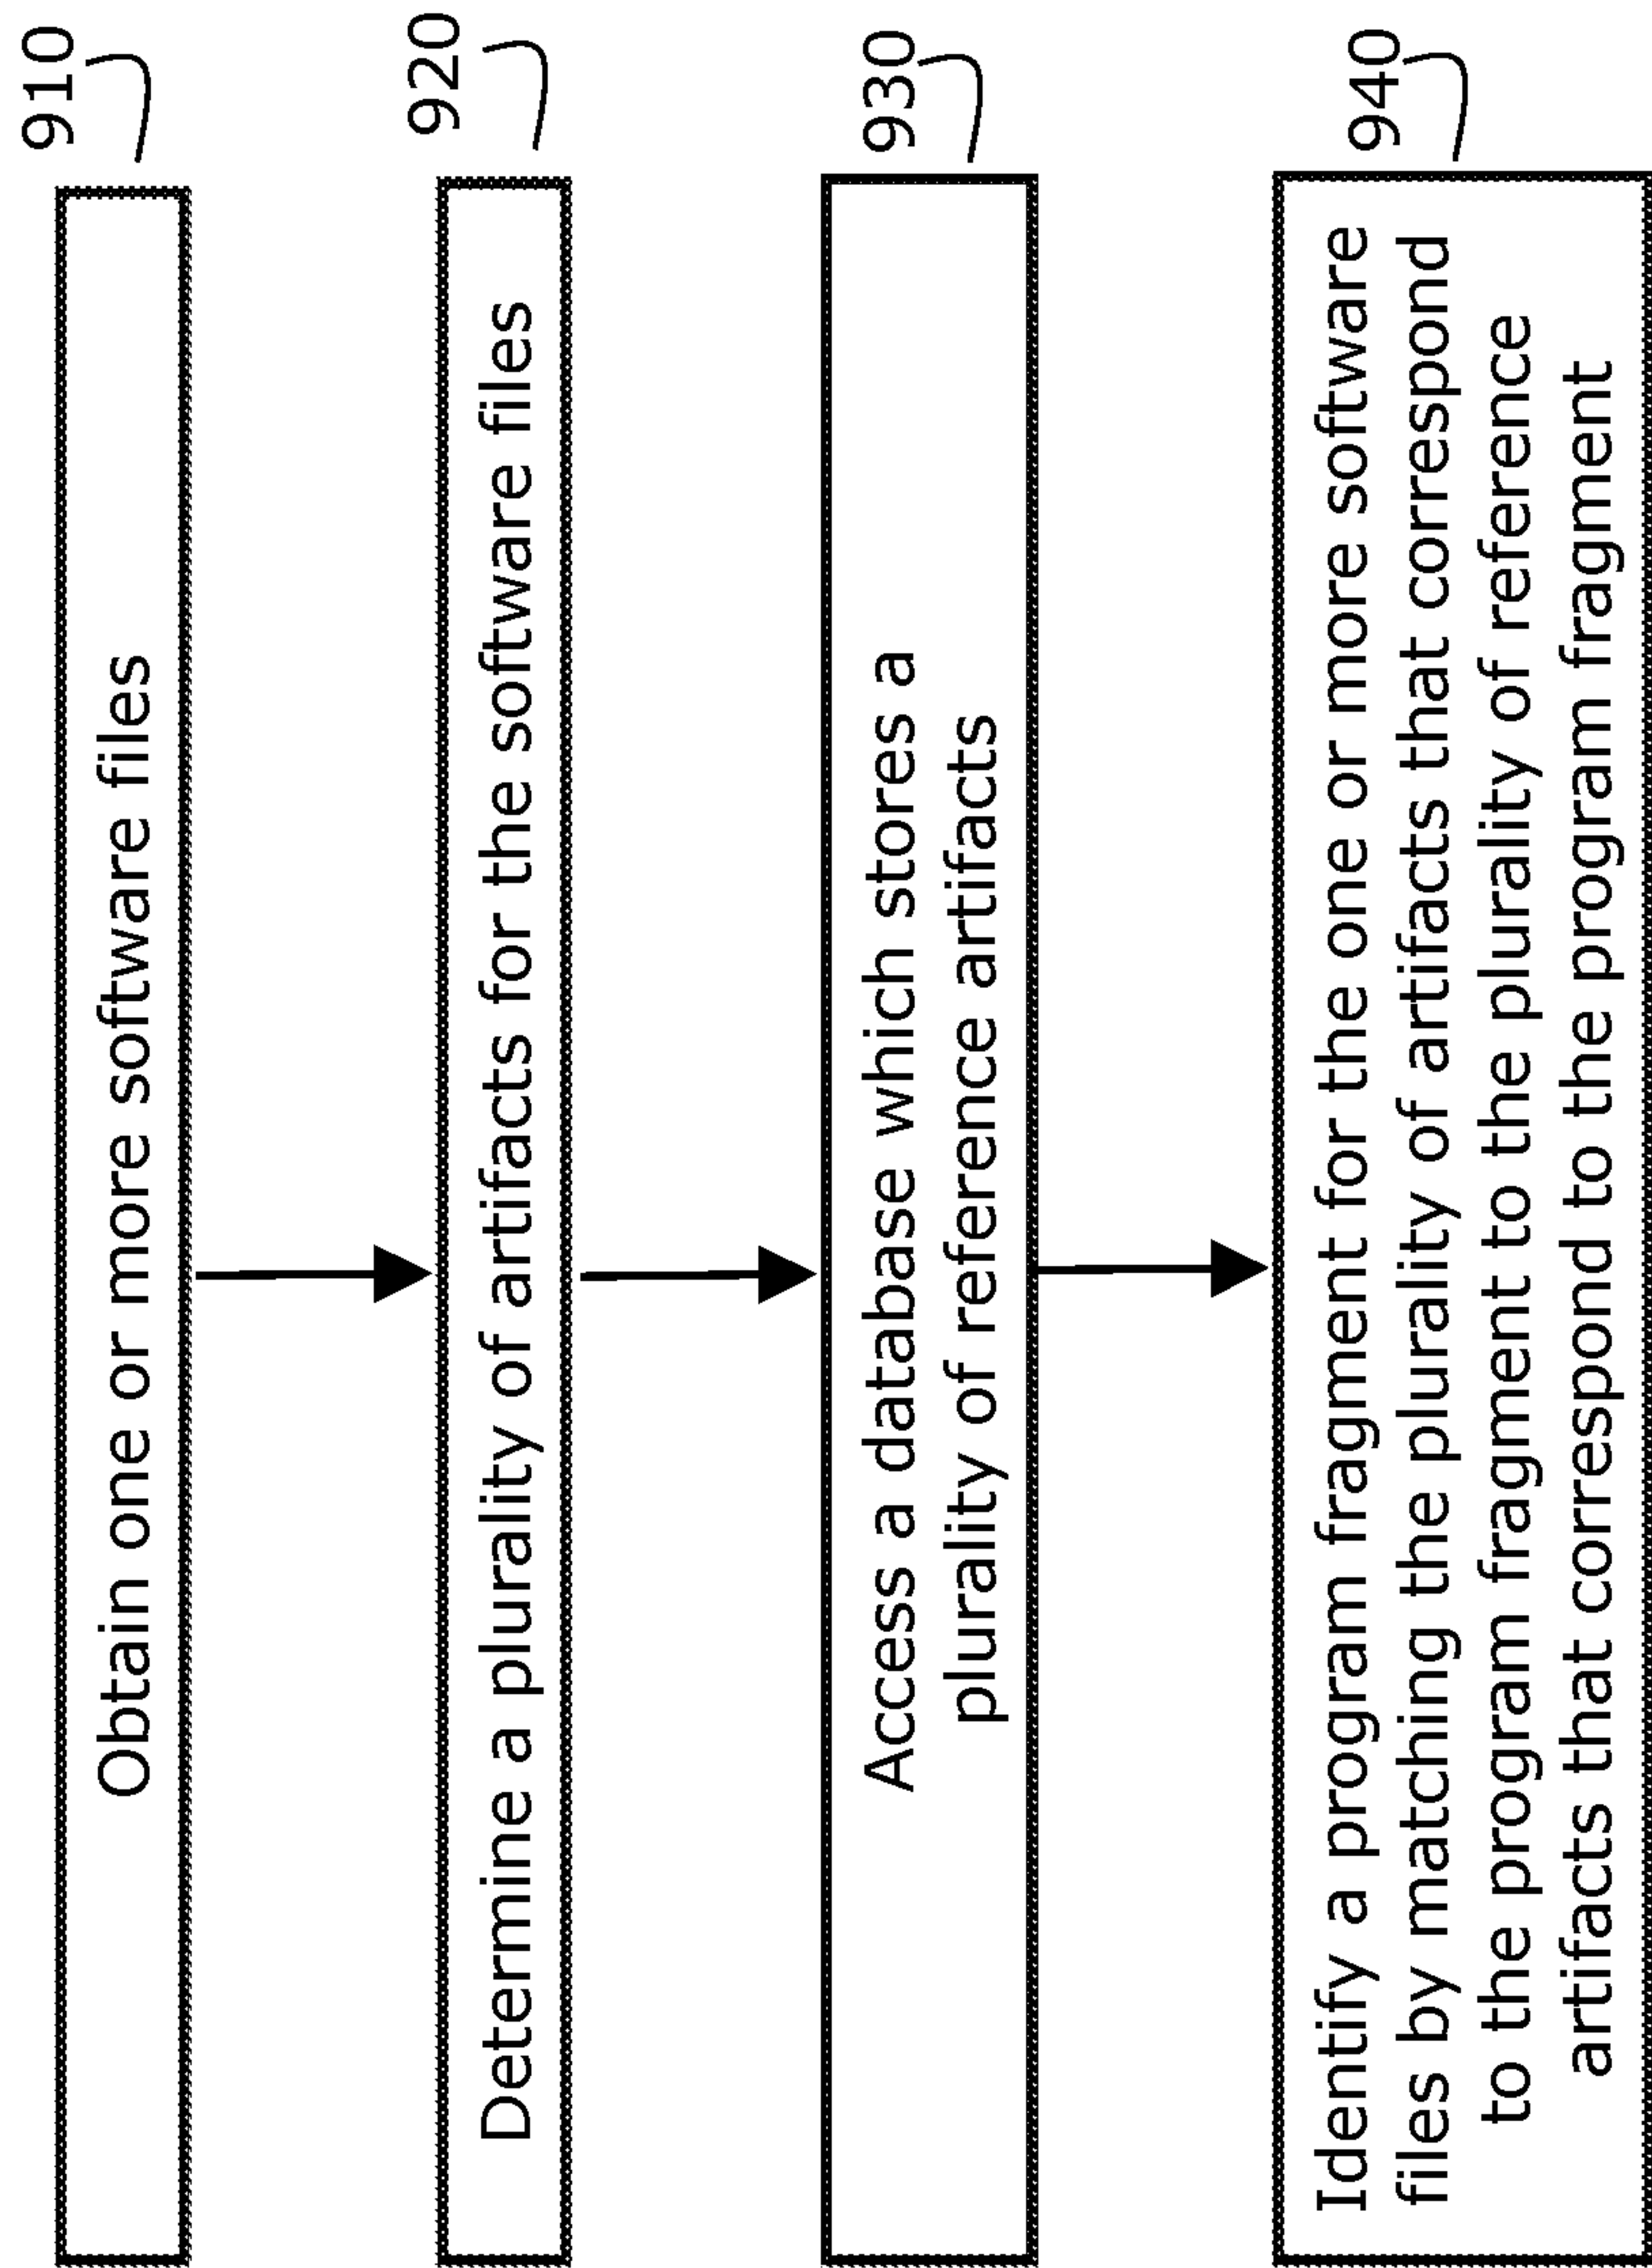 910
Obtain one or more software files
920
Determine a plurality of artifacts for the software files
930
Access a database which stores a
plurality of reference artifacts
940
Identify a program fragment for the one or more software
files by matching the plurality of artifacts that correspond
to the program fragment to the plurality of reference
artifacts that correspond to the program fragment